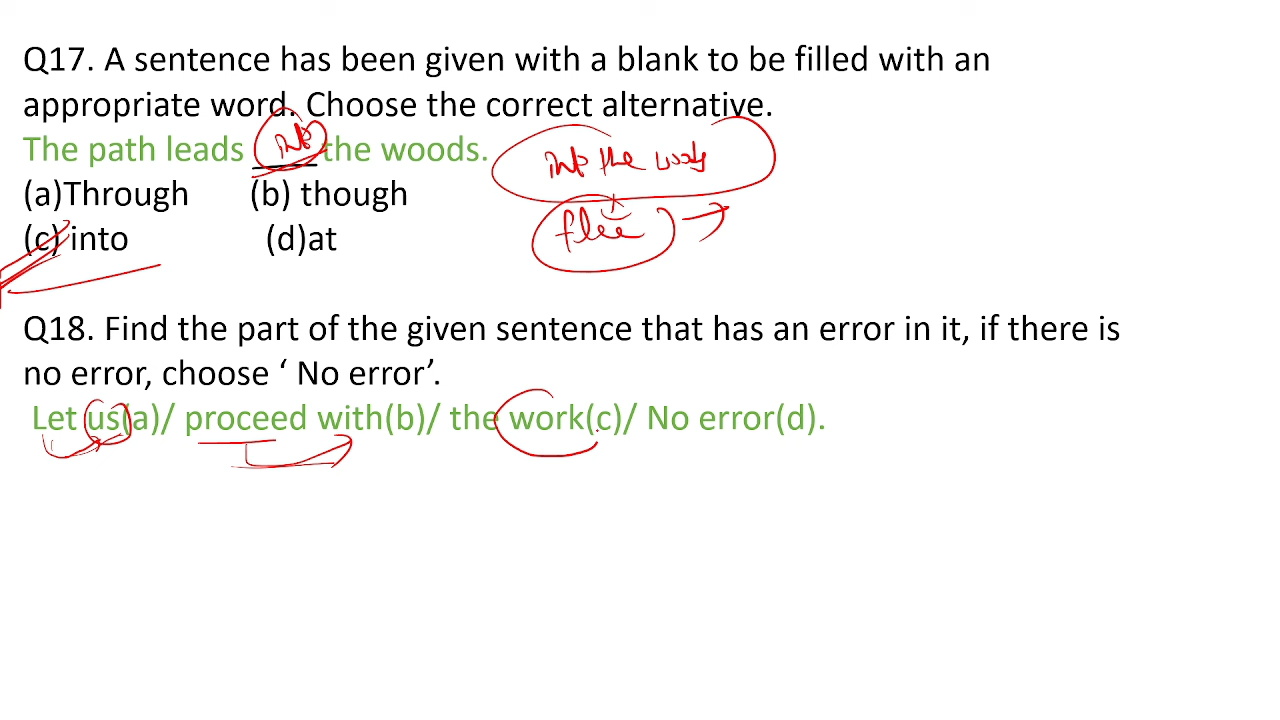 Q17. A sentence has been given with a blank to be filled with an
appropriate word. Choose the correct alternative.
The path leads into the woods.
into the woods
(a)Through (b) though
(c) into (d)at
flee
Q18. Find the part of the given sentence that has an error in it, if there is
no error, choose ‘ No error’.
Let us(a)/ proceed with(b)/ the work(c)/ No error(d).